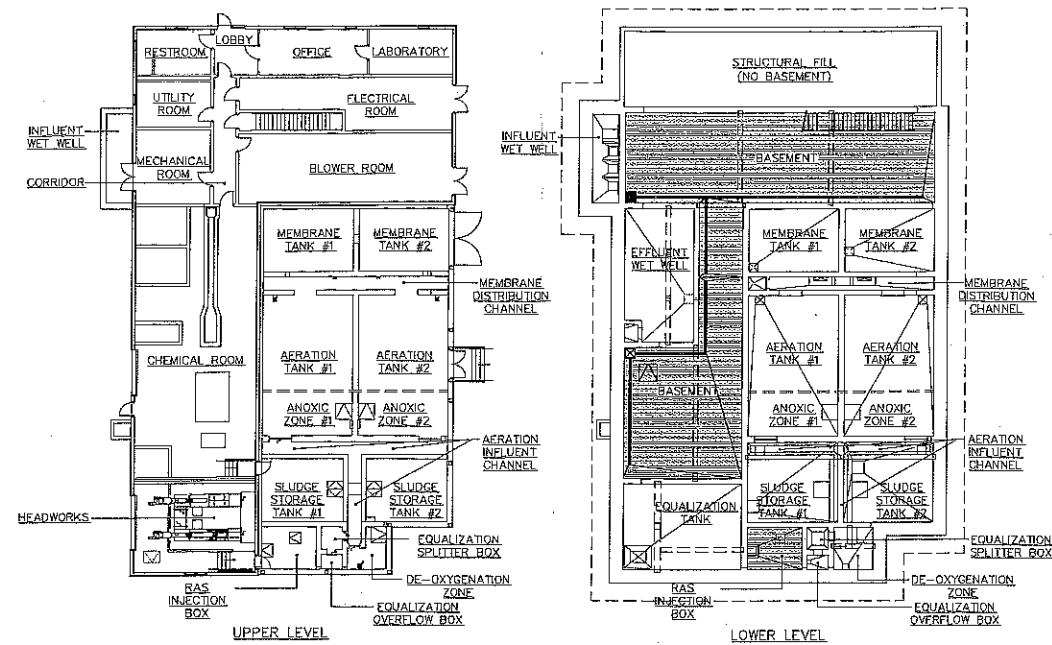 LOBBY
RESTROOM
OFFICE
LABORATORY
UTILITY
ROOM
ELECTRICAL
ROOM
INFLUENT
WET WELL
MECHANICAL
ROOM
BLOWER ROOM
CORRIDOR
MEMBRANE
TANK #1
MEMBRANE
TANK #2
MEMBRANE
DISTRIBUTION
CHANNEL
CHEMICAL ROOM
AERATION
TANK #1
AERATION
TANK #2
ANOXIC
ZONE #1
ANOXIC
ZONE #2
AERATION
INFLUENT
CHANNEL
SLUDGE
STORAGE
TANK #1
SLUDGE
STORAGE
TANK #2
HEADWORKS
EQUALIZATION
SPLITTER BOX
RAS
INJECTION
BOX
DE-OXYGENATION
ZONE
EQUALIZATION
OVERFLOW BOX
UPPER LEVEL
STRUCTURAL FILL
(NO BASEMENT)
INFLUENT
WET WELL
BASEMENT
MEMBRANE
TANK #1
MEMBRANE
TANK #2
EFFLUENT
WET WELL
MEMBRANE
DISTRIBUTION
CHANNEL
AERATION
TANK #1
AERATION
TANK #2
BASEMENT
ANOXIC
ZONE #1
ANOXIC
ZONE #2
AERATION
INFLUENT
CHANNEL
SLUDGE
STORAGE
TANK #1
SLUDGE
STORAGE
TANK #2
EQUALIZATION
TANK
EQUALIZATION
SPLITTER BOX
RAS
INJECTION
BOX
DE-OXYGENATION
ZONE
EQUALIZATION
OVERFLOW BOX
LOWER LEVEL